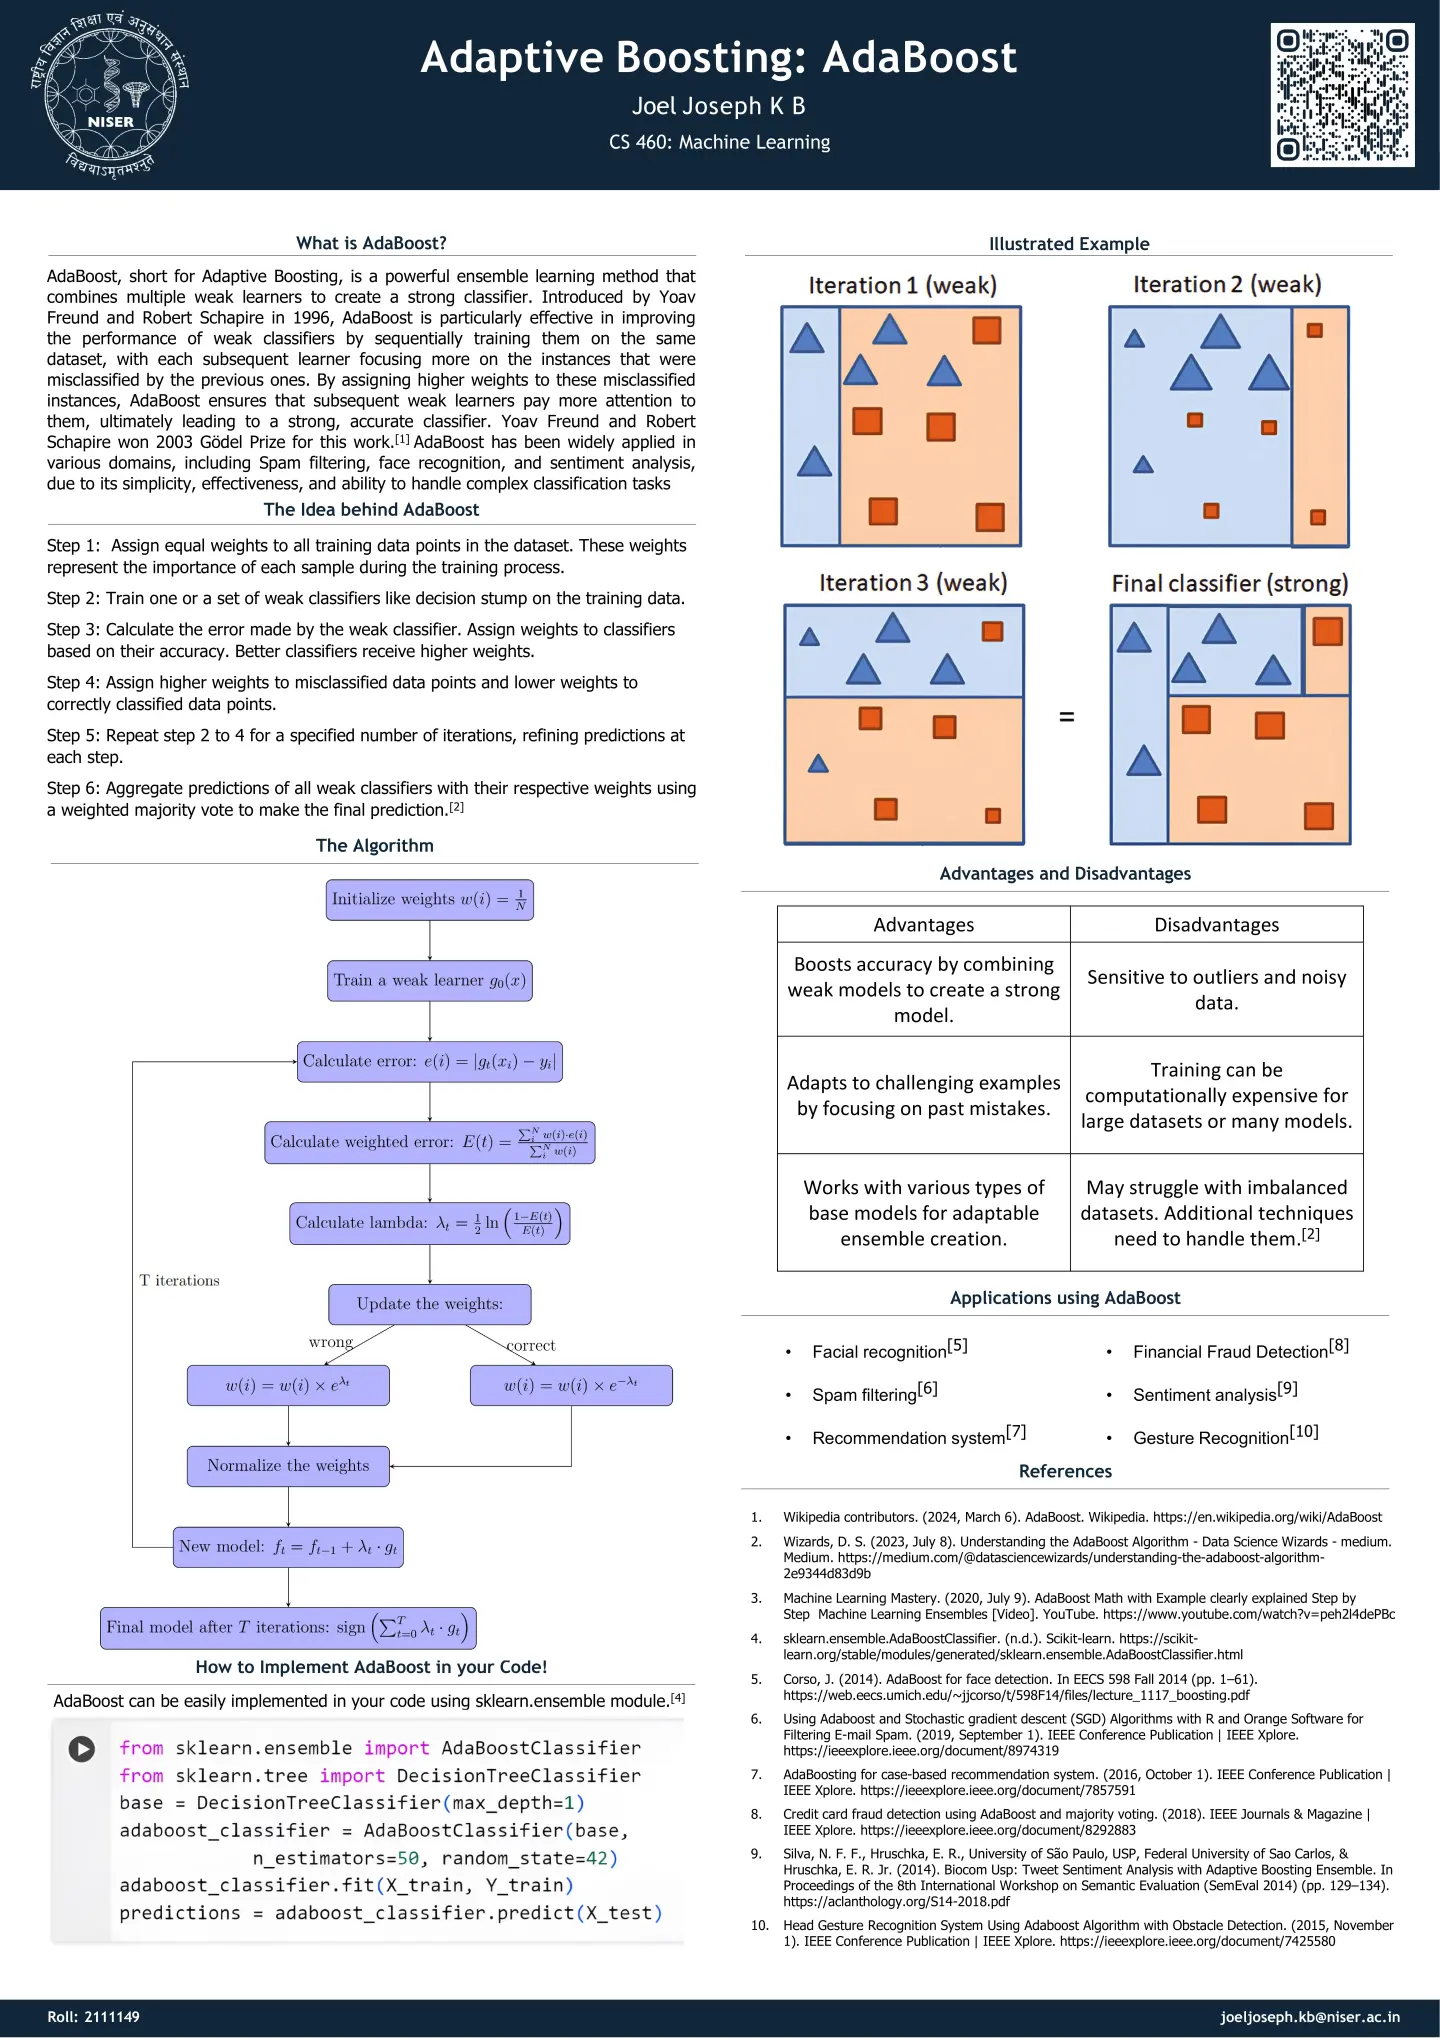 राष्ट्रीय विज्ञान शिक्षा एवं अनुसंधान संस्थान
NISER
विद्ययाऽमृतमश्नुते
Adaptive Boosting: AdaBoost
Joel Joseph K B
CS 460: Machine Learning
What is AdaBoost?
AdaBoost, short for Adaptive Boosting, is a powerful ensemble learning method that
combines multiple weak learners to create a strong classifier. Introduced by Yoav
Freund and Robert Schapire in 1996, AdaBoost is particularly effective in improving
the performance of weak classifiers by sequentially training them on the same
dataset, with each subsequent learner focusing more on the instances that were
misclassified by the previous ones. By assigning higher weights to these misclassified
instances, AdaBoost ensures that subsequent weak learners pay more attention to
them, ultimately leading to a strong, accurate classifier. Yoav Freund and Robert
Schapire won 2003 Gödel Prize for this work.[1] AdaBoost has been widely applied in
various domains, including Spam filtering, face recognition, and sentiment analysis,
due to its simplicity, effectiveness, and ability to handle complex classification tasks
The Idea behind AdaBoost
Step 1:  Assign equal weights to all training data points in the dataset. These weights
represent the importance of each sample during the training process.
Step 2: Train one or a set of weak classifiers like decision stump on the training data.
Step 3: Calculate the error made by the weak classifier. Assign weights to classifiers
based on their accuracy. Better classifiers receive higher weights.
Step 4: Assign higher weights to misclassified data points and lower weights to
correctly classified data points.
Step 5: Repeat step 2 to 4 for a specified number of iterations, refining predictions at
each step.
Step 6: Aggregate predictions of all weak classifiers with their respective weights using
a weighted majority vote to make the final prediction.[2]
The Algorithm
Initialize weights w(i) = 1/N
Train a weak learner g₀(x)
Calculate error: e(i) = |gₜ(xᵢ) − yᵢ|
Calculate weighted error: E(t) = ∑ᵢᴺ w(i)·e(i) / ∑ᵢᴺ w(i)
Calculate lambda: λₜ = 1/2 ln ((1−E(t))/E(t))
T iterations
Update the weights:
wrong
correct
w(i) = w(i) × e^λₜ
w(i) = w(i) × e^−λₜ
Normalize the weights
New model: fₜ = fₜ₋₁ + λₜ · gₜ
Final model after T iterations: sign (∑ₜ₌₀ᵀ λₜ · gₜ)
How to Implement AdaBoost in your Code!
AdaBoost can be easily implemented in your code using sklearn.ensemble module.[4]
from sklearn.ensemble import AdaBoostClassifier
from sklearn.tree import DecisionTreeClassifier
base = DecisionTreeClassifier(max_depth=1)
adaboost_classifier = AdaBoostClassifier(base,
n_estimators=50, random_state=42)
adaboost_classifier.fit(X_train, Y_train)
predictions = adaboost_classifier.predict(X_test)
Illustrated Example
Iteration 1 (weak)
Iteration 2 (weak)
Iteration 3 (weak)
Final classifier (strong)
=
Advantages and Disadvantages
Advantages
Disadvantages
Boosts accuracy by combining
weak models to create a strong
model.
Sensitive to outliers and noisy
data.
Adapts to challenging examples
by focusing on past mistakes.
Training can be
computationally expensive for
large datasets or many models.
Works with various types of
base models for adaptable
ensemble creation.
May struggle with imbalanced
datasets. Additional techniques
need to handle them.[2]
Applications using AdaBoost
• Facial recognition[5]
• Spam filtering[6]
• Recommendation system[7]
• Financial Fraud Detection[8]
• Sentiment analysis[9]
• Gesture Recognition[10]
References
1. Wikipedia contributors. (2024, March 6). AdaBoost. Wikipedia. https://en.wikipedia.org/wiki/AdaBoost
2. Wizards, D. S. (2023, July 8). Understanding the AdaBoost Algorithm - Data Science Wizards - medium.
Medium. https://medium.com/@datasciencewizards/understanding-the-adaboost-algorithm-
2e9344d83d9b
3. Machine Learning Mastery. (2020, July 9). AdaBoost Math with Example clearly explained Step by
Step  Machine Learning Ensembles [Video]. YouTube. https://www.youtube.com/watch?v=peh2l4dePBc
4. sklearn.ensemble.AdaBoostClassifier. (n.d.). Scikit-learn. https://scikit-
learn.org/stable/modules/generated/sklearn.ensemble.AdaBoostClassifier.html
5. Corso, J. (2014). AdaBoost for face detection. In EECS 598 Fall 2014 (pp. 1–61).
https://web.eecs.umich.edu/~jjcorso/t/598F14/files/lecture_1117_boosting.pdf
6. Using Adaboost and Stochastic gradient descent (SGD) Algorithms with R and Orange Software for
Filtering E-mail Spam. (2019, September 1). IEEE Conference Publication | IEEE Xplore.
https://ieeexplore.ieee.org/document/8974319
7. AdaBoosting for case-based recommendation system. (2016, October 1). IEEE Conference Publication |
IEEE Xplore. https://ieeexplore.ieee.org/document/7857591
8. Credit card fraud detection using AdaBoost and majority voting. (2018). IEEE Journals & Magazine |
IEEE Xplore. https://ieeexplore.ieee.org/document/8292883
9. Silva, N. F. F., Hruschka, E. R., University of São Paulo, USP, Federal University of Sao Carlos, &
Hruschka, E. R. Jr. (2014). Biocom Usp: Tweet Sentiment Analysis with Adaptive Boosting Ensemble. In
Proceedings of the 8th International Workshop on Semantic Evaluation (SemEval 2014) (pp. 129–134).
https://aclanthology.org/S14-2018.pdf
10. Head Gesture Recognition System Using Adaboost Algorithm with Obstacle Detection. (2015, November
1). IEEE Conference Publication | IEEE Xplore. https://ieeexplore.ieee.org/document/7425580
Roll: 2111149
joeljoseph.kb@niser.ac.in